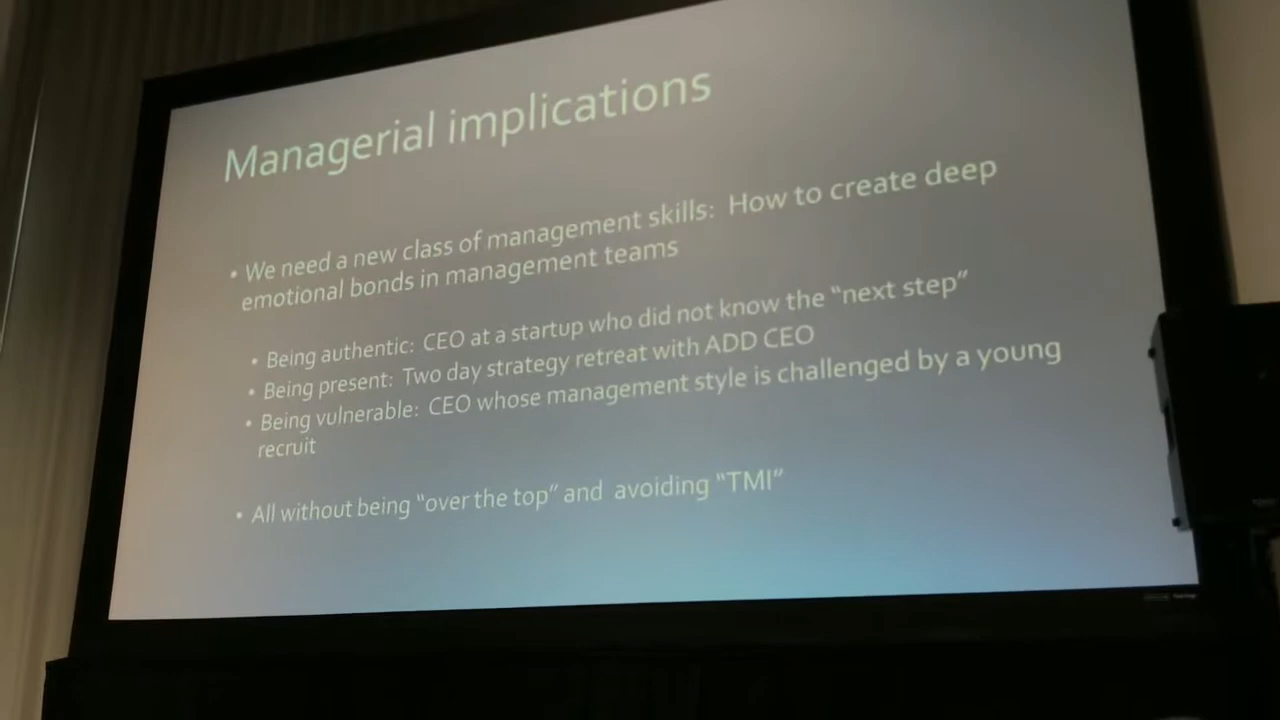 Managerial implications
• We need a new class of management skills: How to create deep
emotional bonds in management teams
• Being authentic: CEO at a startup who did not know the “next step”
• Being present: Two day strategy retreat with ADD CEO
• Being vulnerable: CEO whose management style is challenged by a young
recruit
• All without being “over the top” and avoiding “TMI”